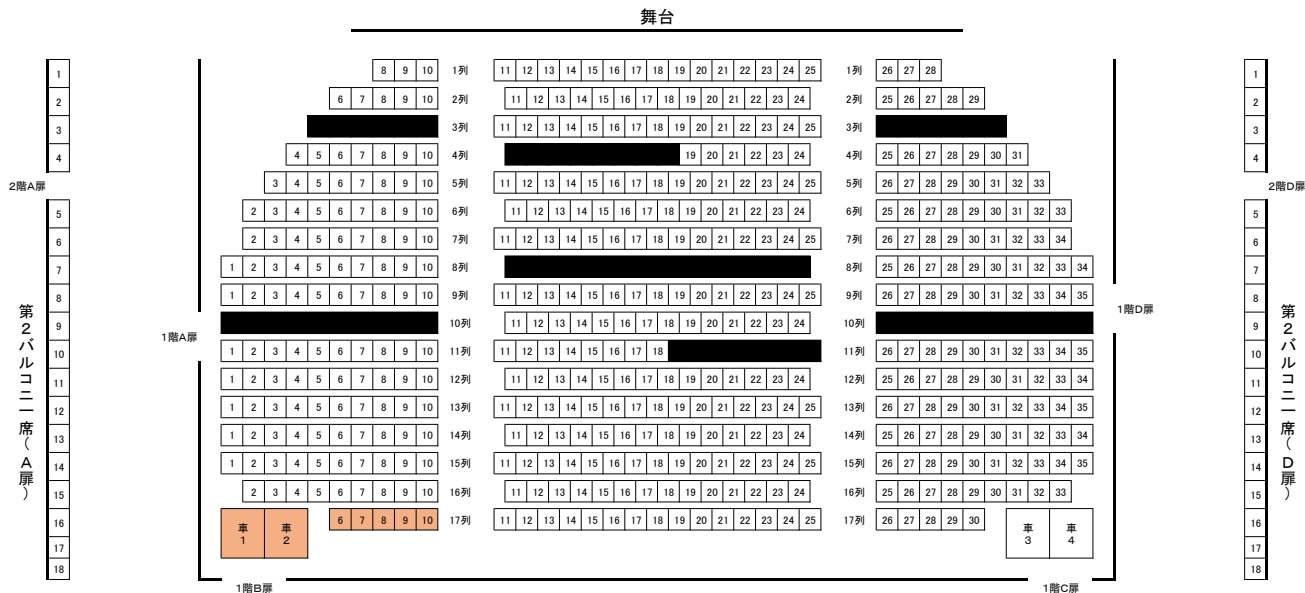 舞台
8 9 10 1列 11 12 13 14 15 16 17 18 19 20 21 22 23 24 25 1列 26 27 28
6 7 8 9 10 2列 11 12 13 14 15 16 17 18 19 20 21 22 23 24 2列 25 26 27 28 29
3列 11 12 13 14 15 16 17 18 19 20 21 22 23 24 25 3列
4 5 6 7 8 9 10 4列 19 20 21 22 23 24 4列 25 26 27 28 29 30 31
3 4 5 6 7 8 9 10 5列 11 12 13 14 15 16 17 18 19 20 21 22 23 24 25 5列 26 27 28 29 30 31 32 33
2 3 4 5 6 7 8 9 10 6列 11 12 13 14 15 16 17 18 19 20 21 22 23 24 6列 25 26 27 28 29 30 31 32 33
2 3 4 5 6 7 8 9 10 7列 11 12 13 14 15 16 17 18 19 20 21 22 23 24 25 7列 26 27 28 29 30 31 32 33 34
1 2 3 4 5 6 7 8 9 10 8列 8列 25 26 27 28 29 30 31 32 33 34
1 2 3 4 5 6 7 8 9 10 9列 11 12 13 14 15 16 17 18 19 20 21 22 23 24 25 9列 26 27 28 29 30 31 32 33 34 35
10列 11 12 13 14 15 16 17 18 19 20 21 22 23 24 10列
1 2 3 4 5 6 7 8 9 10 11列 11 12 13 14 15 16 17 18 11列 26 27 28 29 30 31 32 33 34 35
1 2 3 4 5 6 7 8 9 10 12列 11 12 13 14 15 16 17 18 19 20 21 22 23 24 12列 25 26 27 28 29 30 31 32 33 34
1 2 3 4 5 6 7 8 9 10 13列 11 12 13 14 15 16 17 18 19 20 21 22 23 24 25 13列 26 27 28 29 30 31 32 33 34 35
1 2 3 4 5 6 7 8 9 10 14列 11 12 13 14 15 16 17 18 19 20 21 22 23 24 14列 25 26 27 28 29 30 31 32 33 34
1 2 3 4 5 6 7 8 9 10 15列 11 12 13 14 15 16 17 18 19 20 21 22 23 24 25 15列 26 27 28 29 30 31 32 33 34 35
2 3 4 5 6 7 8 9 10 16列 11 12 13 14 15 16 17 18 19 20 21 22 23 24 16列 25 26 27 28 29 30 31 32 33
車1 車2 6 7 8 9 10 17列 11 12 13 14 15 16 17 18 19 20 21 22 23 24 25 17列 26 27 28 29 30 車3 車4
1
2
3
4
2階A扉
5
6
7
8
9
10
11
12
13
14
15
16
17
18
第2バルコニー席(A扉)
1階A扉
1階B扉
1階C扉
1階D扉
1
2
3
4
2階D扉
5
6
7
8
9
10
11
12
13
14
15
16
17
18
第2バルコニー席(D扉)